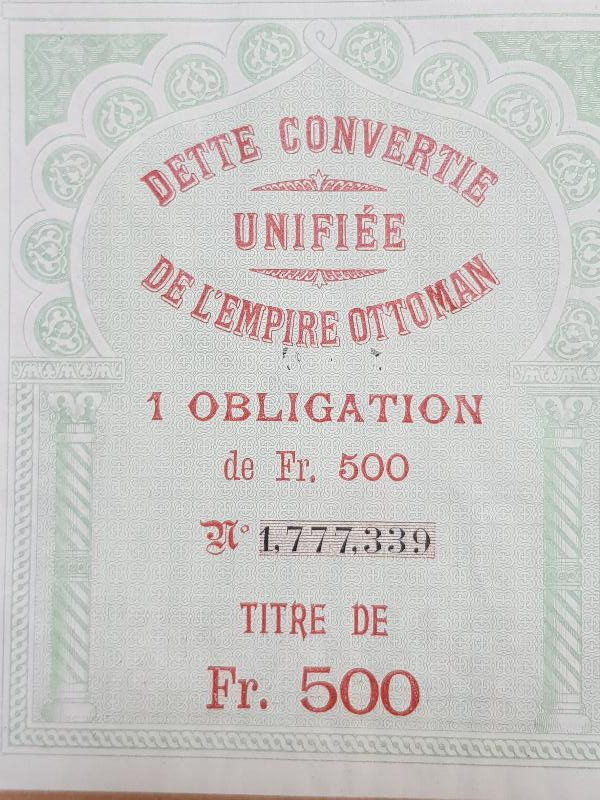 DETTE CONVERTIE
UNIFIÉE
DE L'EMPIRE OTTOMAN
1 OBLIGATION
de Fr. 500
N° 1,777,339
TITRE DE
Fr. 500